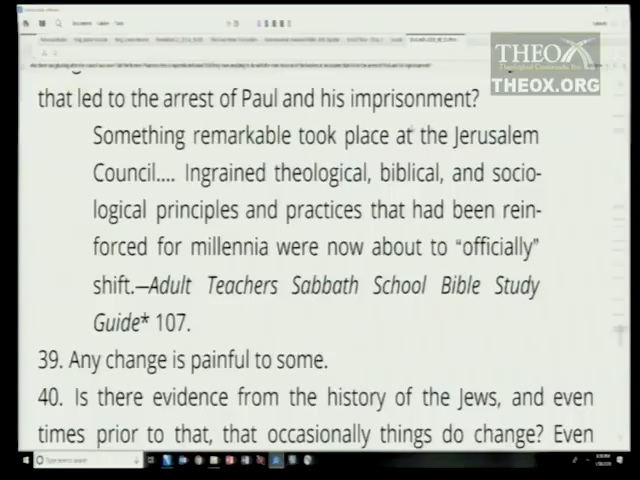 THEOX
THEOX.ORG
that led to the arrest of Paul and his imprisonment?
Something remarkable took place at the Jerusalem
Council.... Ingrained theological, biblical, and socio-
logical principles and practices that had been rein-
forced for millennia were now about to “officially”
shift.—Adult Teachers Sabbath School Bible Study
Guide* 107.
39. Any change is painful to some.
40. Is there evidence from the history of the Jews, and even
times prior to that, that occasionally things do change? Even